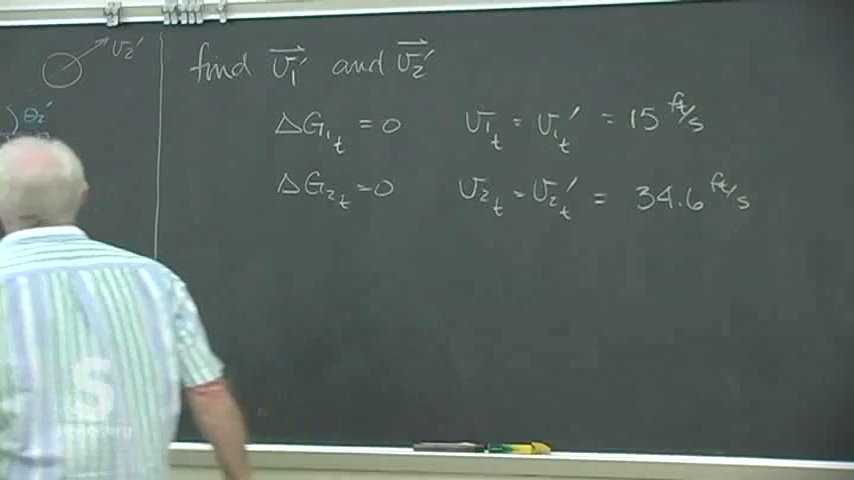 v₂′
find v₁′ and v₂′
θ₂′
ΔG₁ₜ = 0 v₁ₜ = v₁ₜ′ = 15 ft/s
ΔG₂ₜ = 0 v₂ₜ = v₂ₜ′ = 34.6 ft/s
S